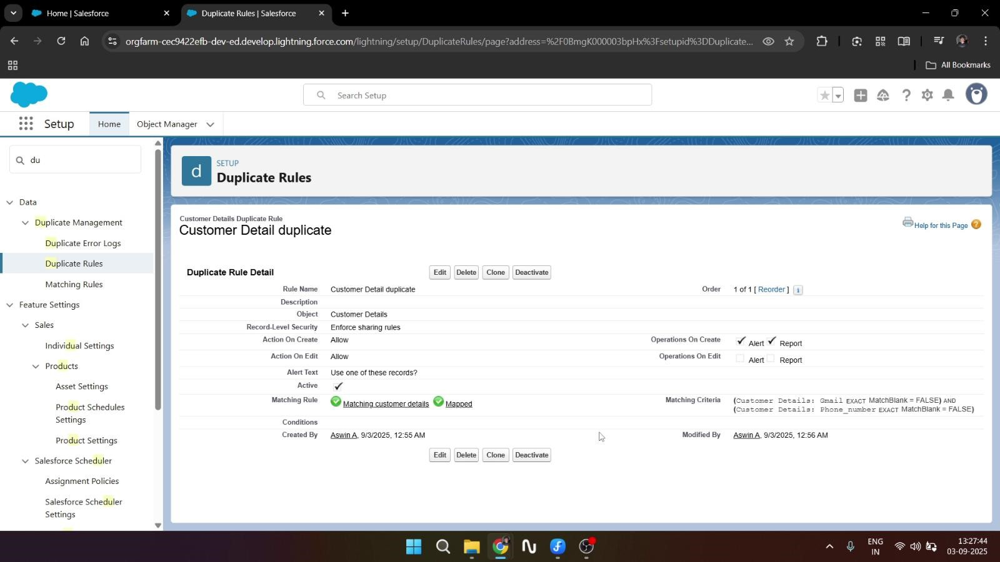 Home | Salesforce
Duplicate Rules | Salesforce
orgfarm-cec9422efb-dev-ed.develop.lightning.force.com/lightning/setup/DuplicateRules/page?address=%2F0BmgK000003bpHx%3Fsetupid%3DDuplicate...
All Bookmarks
Search Setup
Setup
Home
Object Manager
du
Data
Duplicate Management
Duplicate Error Logs
Duplicate Rules
Matching Rules
Feature Settings
Sales
Individual Settings
Products
Asset Settings
Product Schedules
Settings
Product Settings
Salesforce Scheduler
Assignment Policies
Salesforce Scheduler
Settings
d
SETUP
Duplicate Rules
Customer Details Duplicate Rule
Customer Detail duplicate
Help for this Page
Duplicate Rule Detail
Edit Delete Clone Deactivate
Rule Name Customer Detail duplicate Order 1 of 1 [ Reorder ] i
Description
Object Customer Details
Record-Level Security Enforce sharing rules
Action On Create Allow Operations On Create Alert Report
Action On Edit Allow Operations On Edit Alert Report
Alert Text Use one of these records?
Active
Matching Rule Matching customer details Mapped Matching Criteria (Customer Details: Gmail EXACT MatchBlank = FALSE) AND
(Customer Details: Phone_number EXACT MatchBlank = FALSE)
Conditions
Created By Aswin A, 9/3/2025, 12:55 AM Modified By Aswin A, 9/3/2025, 12:56 AM
Edit Delete Clone Deactivate
ENG
IN
13:27:44
03-09-2025